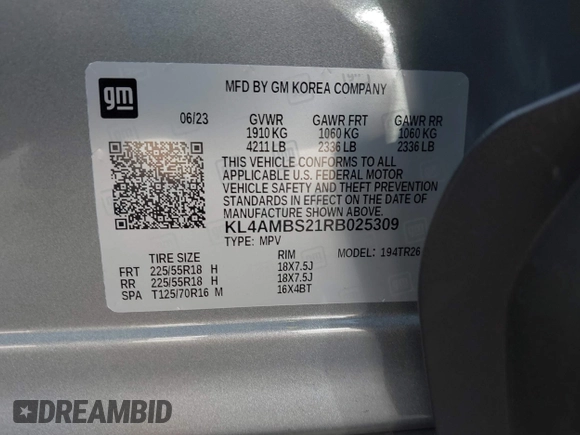 gm
MFD BY GM KOREA COMPANY
06/23 GVWR GAWR FRT GAWR RR
1910 KG 1060 KG 1060 KG
4211 LB 2336 LB 2336 LB
THIS VEHICLE CONFORMS TO ALL
APPLICABLE U.S. FEDERAL MOTOR
VEHICLE SAFETY AND THEFT PREVENTION
STANDARDS IN EFFECT ON THE DATE OF
MANUFACTURE SHOWN ABOVE.
KL4AMBS21RB025309
TYPE: MPV MODEL: 194TR26
TIRE SIZE RIM
FRT 225/55R18 H 18X7.5J
RR 225/55R18 H 18X7.5J
SPA T125/70R16 M 16X4BT
DREAMBID